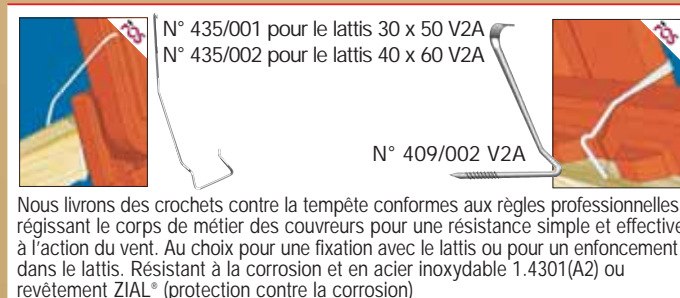 FOS
N° 435/001 pour le lattis 30 x 50 V2A
N° 435/002 pour le lattis 40 x 60 V2A
FOS
N° 409/002 V2A
Nous livrons des crochets contre la tempête conformes aux règles professionnelles
régissant le corps de métier des couvreurs pour une résistance simple et effective
à l'action du vent. Au choix pour une fixation avec le lattis ou pour un enfoncement
dans le lattis. Résistant à la corrosion et en acier inoxydable 1.4301(A2) ou
revêtement ZIAL® (protection contre la corrosion)